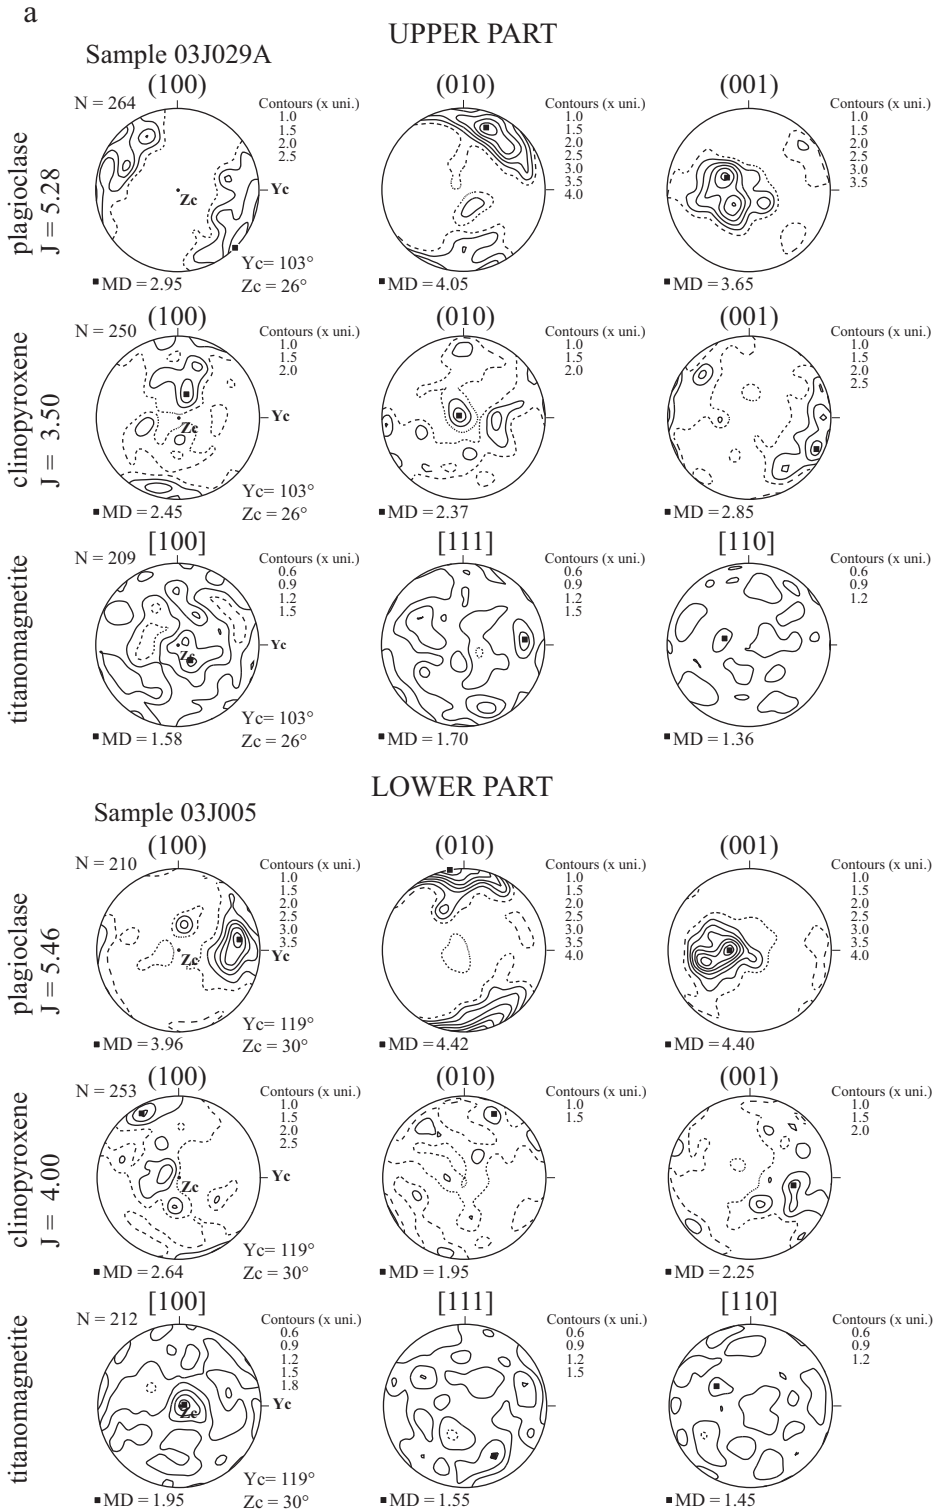 a
UPPER PART
Sample 03J029A
(100) (010) (001)
plagioclase
J = 5.28
N = 264
Contours (x uni.)
1.0
1.5
2.0
2.5
Yc
Zc
Yc= 103°
Zc = 26°
MD = 2.95
Contours (x uni.)
1.0
1.5
2.0
2.5
3.0
3.5
4.0
MD = 4.05
Contours (x uni.)
1.0
1.5
2.0
2.5
3.0
3.5
MD = 3.65
(100) (010) (001)
clinopyroxene
J = 3.50
N = 250
Contours (x uni.)
1.0
1.5
2.0
Yc
Zc
Yc= 103°
Zc = 26°
MD = 2.45
Contours (x uni.)
1.0
1.5
2.0
MD = 2.37
Contours (x uni.)
1.0
1.5
2.0
2.5
MD = 2.85
[100] [111] [110]
titanomagnetite
N = 209
Contours (x uni.)
0.6
0.9
1.2
1.5
Yc
Zc
Yc= 103°
Zc = 26°
MD = 1.58
Contours (x uni.)
0.6
0.9
1.2
1.5
MD = 1.70
Contours (x uni.)
0.6
0.9
1.2
MD = 1.36
LOWER PART
Sample 03J005
(100) (010) (001)
plagioclase
J = 5.46
N = 210
Contours (x uni.)
1.0
1.5
2.0
2.5
3.0
3.5
Yc
Zc
Yc= 119°
Zc = 30°
MD = 3.96
Contours (x uni.)
1.0
1.5
2.0
2.5
3.0
3.5
4.0
MD = 4.42
Contours (x uni.)
1.0
1.5
2.0
2.5
3.0
3.5
4.0
MD = 4.40
(100) (010) (001)
clinopyroxene
J = 4.00
N = 253
Contours (x uni.)
1.0
1.5
2.0
2.5
Yc
Zc
Yc= 119°
Zc = 30°
MD = 2.64
Contours (x uni.)
1.0
1.5
MD = 1.95
Contours (x uni.)
1.0
1.5
2.0
MD = 2.25
[100] [111] [110]
titanomagnetite
N = 212
Contours (x uni.)
0.6
0.9
1.2
1.5
1.8
Yc
Zc
Yc= 119°
Zc = 30°
MD = 1.95
Contours (x uni.)
0.6
0.9
1.2
1.5
MD = 1.55
Contours (x uni.)
0.6
0.9
1.2
MD = 1.45